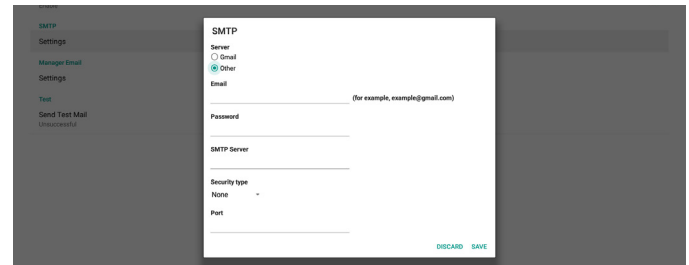 Enable
SMTP
Settings
Manager Email
Settings
Test
Send Test Mail
Unsuccessful
SMTP
Server
Gmail
Other
Email
(for example, example@gmail.com)
Password
SMTP Server
Security type
None
Port
DISCARD SAVE